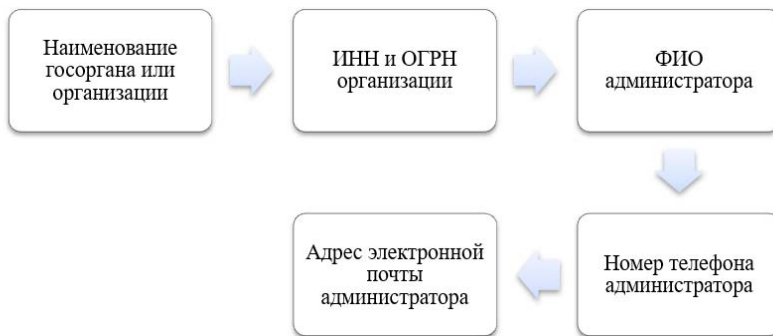 Наименование
госоргана или
организации
ИНН и ОГРН
организации
ФИО
администратора
Номер телефона
администратора
Адрес электронной
почты
администратора